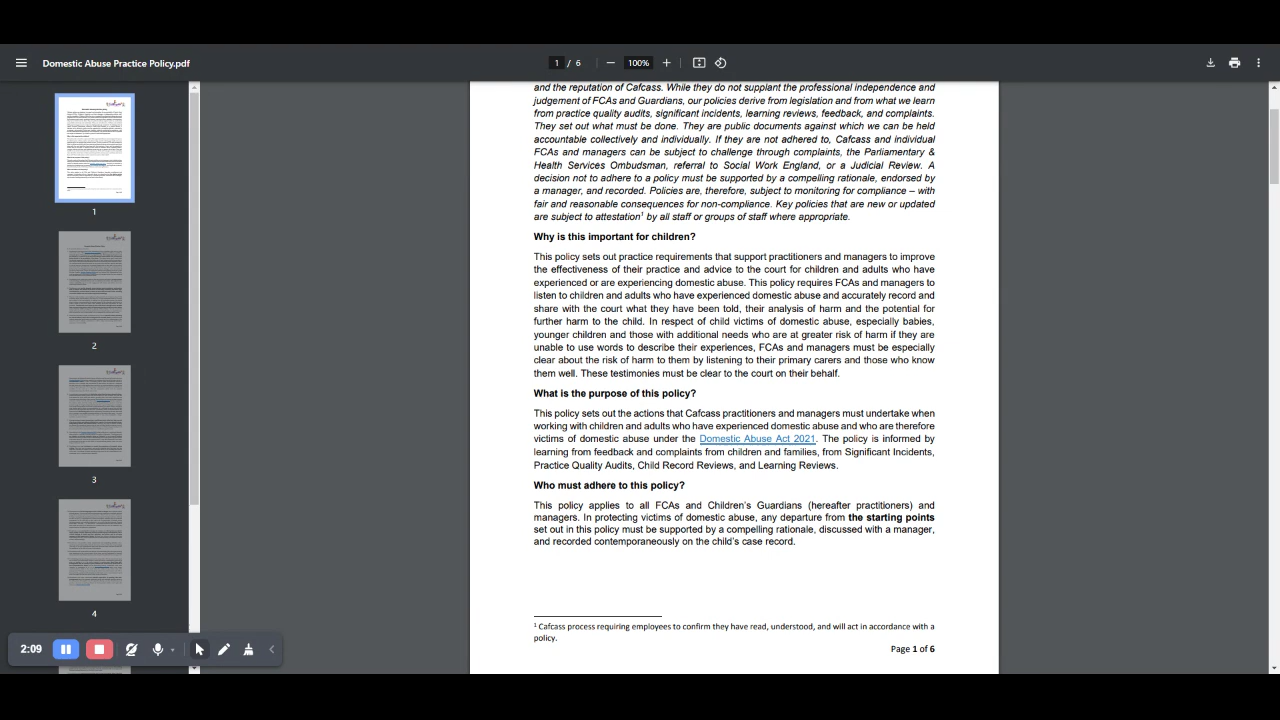 Domestic Abuse Practice Policy.pdf
1 / 6
100%
and the reputation of Cafcass. While they do not supplant the professional independence and
judgement of FCAs and Guardians, our policies derive from legislation and from what we learn
from practice quality audits, significant incidents, learning reviews, feedback, and complaints.
They set out what must be done. They are public documents against which we can be held
accountable collectively and individually. If they are not adhered to, Cafcass and individual
FCAs and managers can be subject to challenge through complaints, the Parliamentary &
Health Services Ombudsman, referral to Social Work England, or a Judicial Review. A
decision not to adhere to a policy must be supported by a compelling rationale, endorsed by
a manager, and recorded. Policies are, therefore, subject to monitoring for compliance – with
fair and reasonable consequences for non-compliance. Key policies that are new or updated
are subject to attestation¹ by all staff or groups of staff where appropriate.
Why is this important for children?
This policy sets out practice requirements that support practitioners and managers to improve
the effectiveness of their practice and advice to the court for children and adults who have
experienced or are experiencing domestic abuse. This policy requires FCAs and managers to
listen to children and adults who have experienced domestic abuse and accurately record and
share with the court what they have been told, their analysis of harm and the potential for
further harm to the child. In respect of child victims of domestic abuse, especially babies,
younger children and those with additional needs who are at greater risk of harm if they are
unable to use words to describe their experiences, FCAs and managers must be especially
clear about the risk of harm to them by listening to their primary carers and those who know
them well. These testimonies must be clear to the court on their behalf.
What is the purpose of this policy?
This policy sets out the actions that Cafcass practitioners and managers must undertake when
working with children and adults who have experienced domestic abuse and who are therefore
victims of domestic abuse under the Domestic Abuse Act 2021. The policy is informed by
learning from feedback and complaints from children and families, from Significant Incidents,
Practice Quality Audits, Child Record Reviews, and Learning Reviews.
Who must adhere to this policy?
This policy applies to all FCAs and Children's Guardians (hereafter practitioners) and
managers. In protecting victims of domestic abuse, any departure from the starting points
set out in this policy must be supported by a compelling rationale, discussed with a manager,
and recorded contemporaneously on the child's case record.
¹ Cafcass process requiring employees to confirm they have read, understood, and will act in accordance with a
policy.
Page 1 of 6
1
2
3
4
2:09